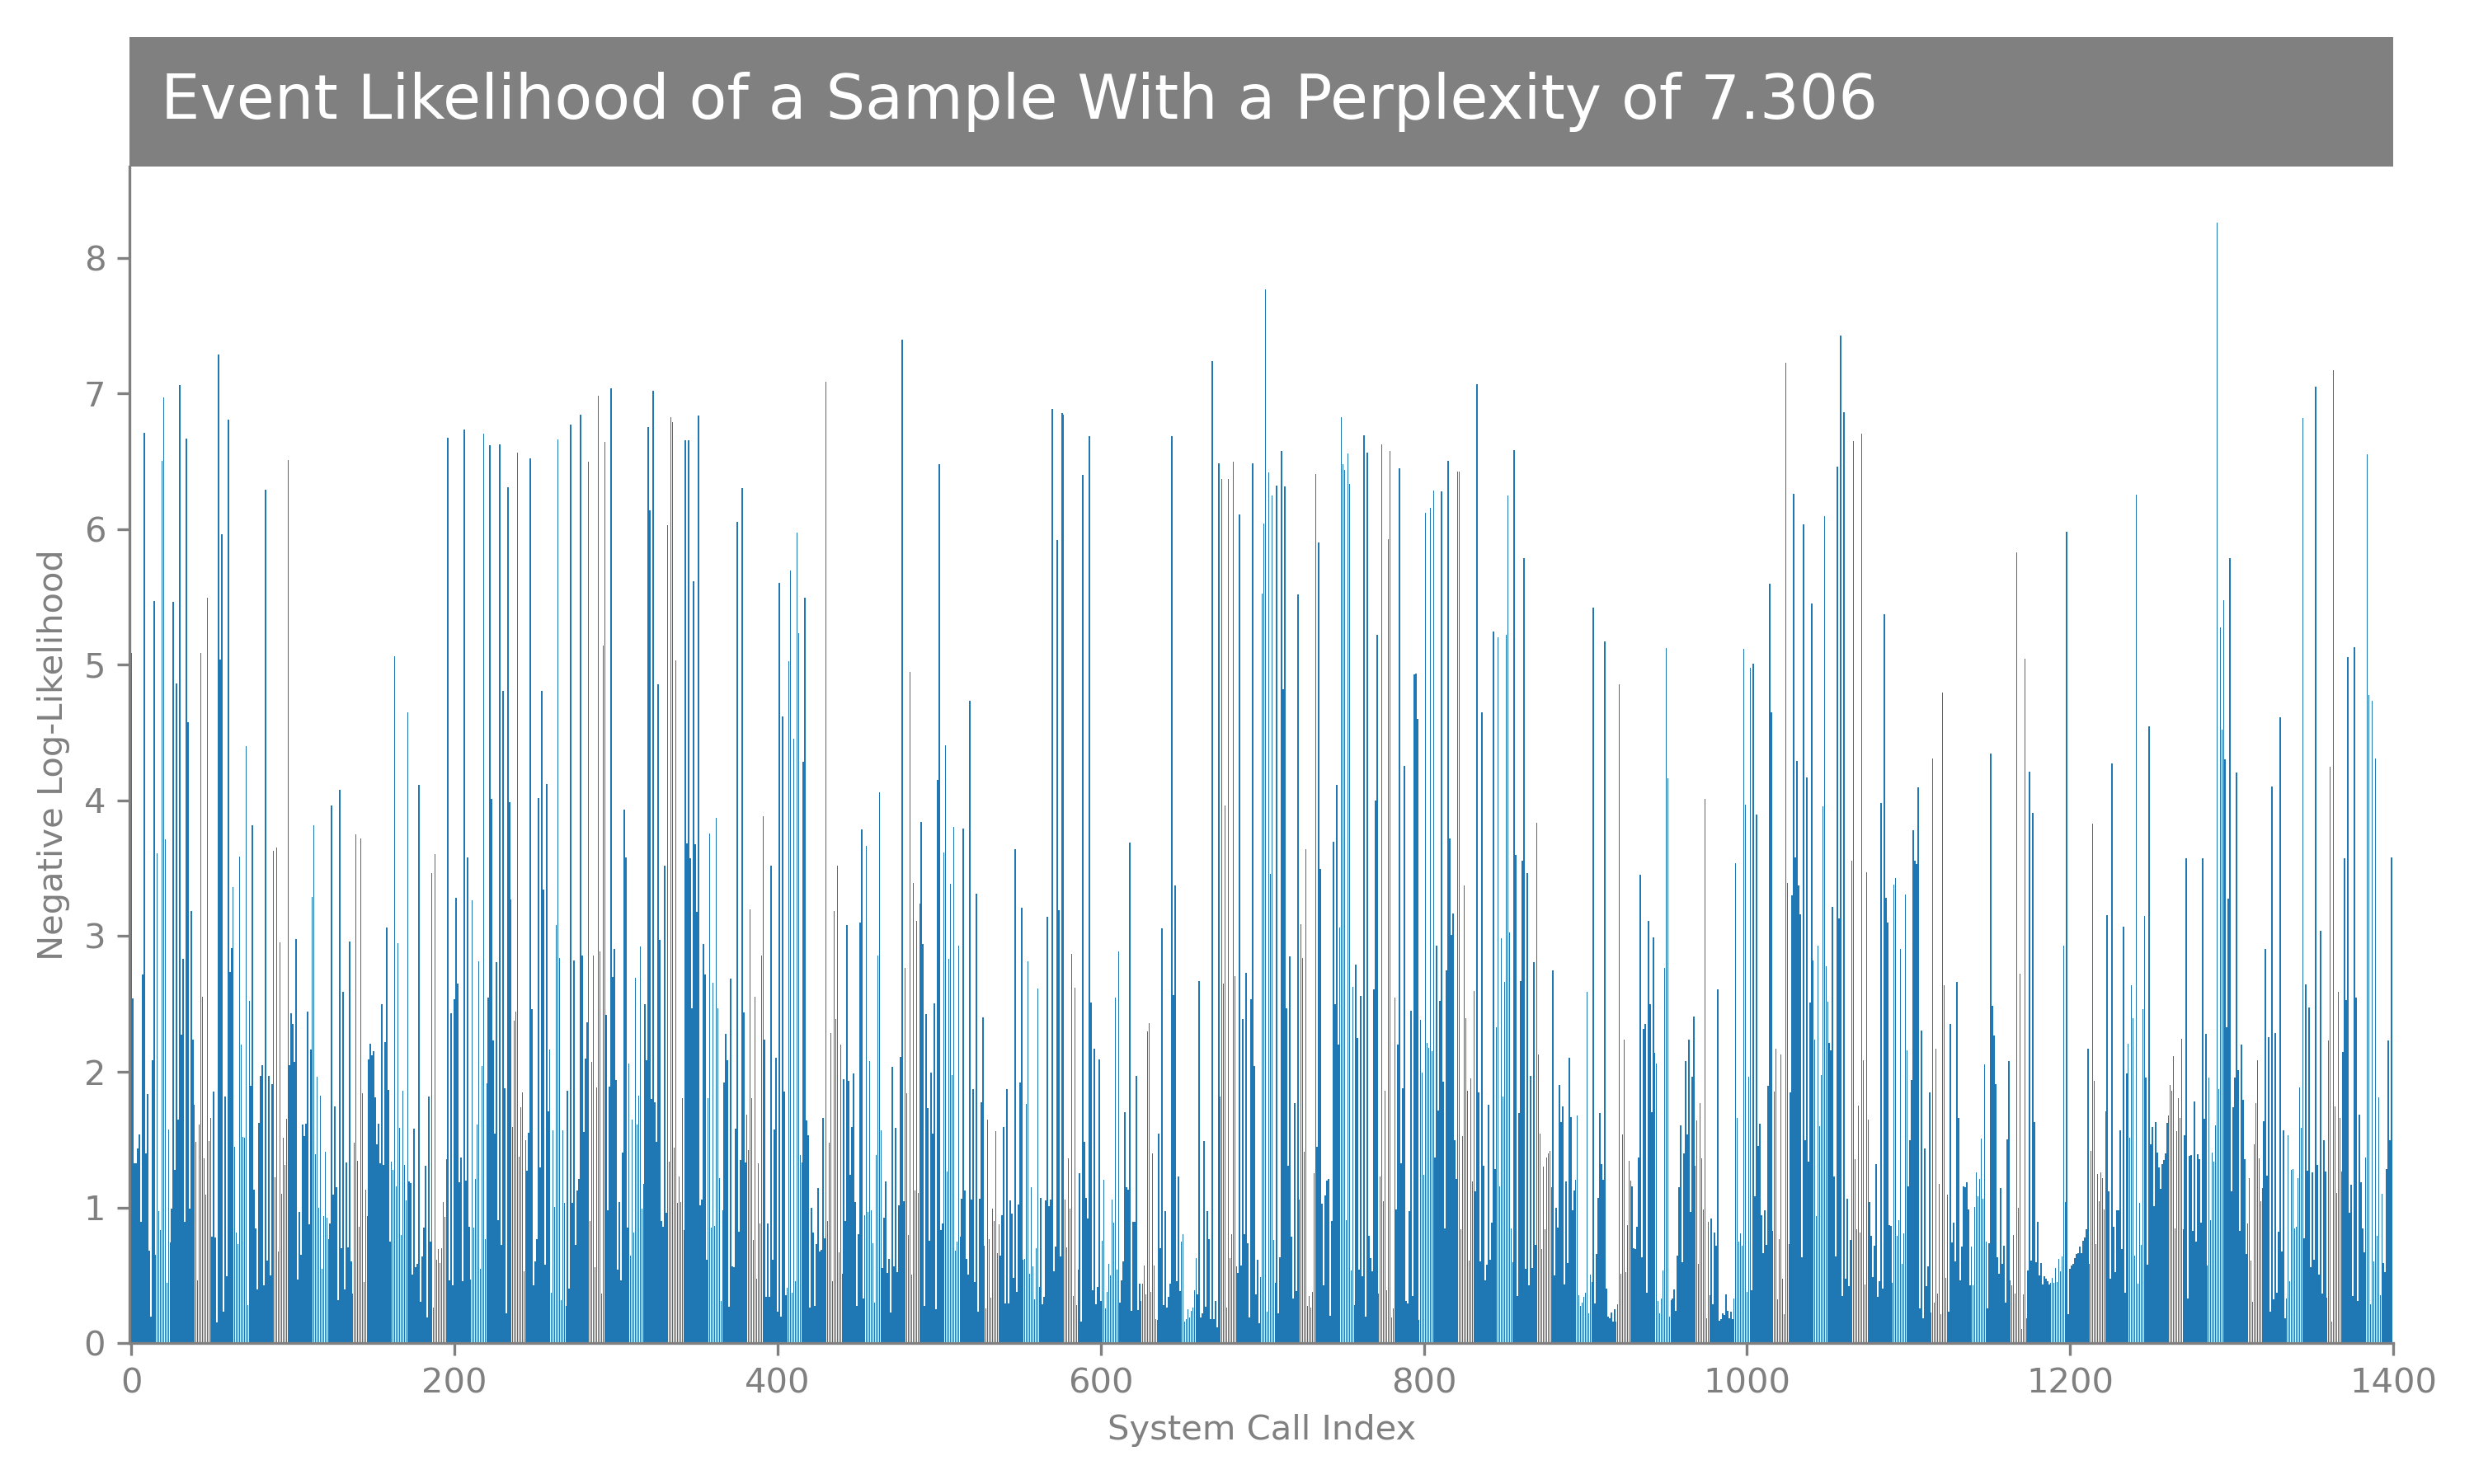 Event Likelihood of a Sample With a Perplexity of 7.306
8
7
6
5
4
3
2
1
0
Negative Log-Likelihood
0 200 400 600 800 1000 1200 1400
System Call Index